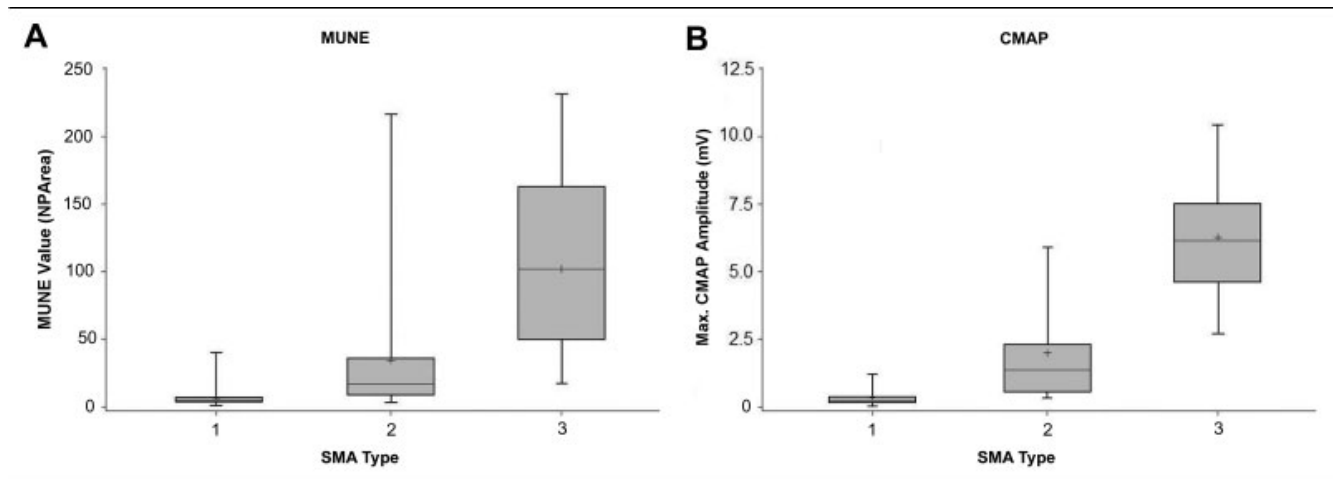 A
MUNE
MUNE Value (NPArea)
250
200
150
100
50
0
1
2
3
SMA Type
B
CMAP
Max. CMAP Amplitude (mV)
12.5
10.0
7.5
5.0
2.5
0
1
2
3
SMA Type